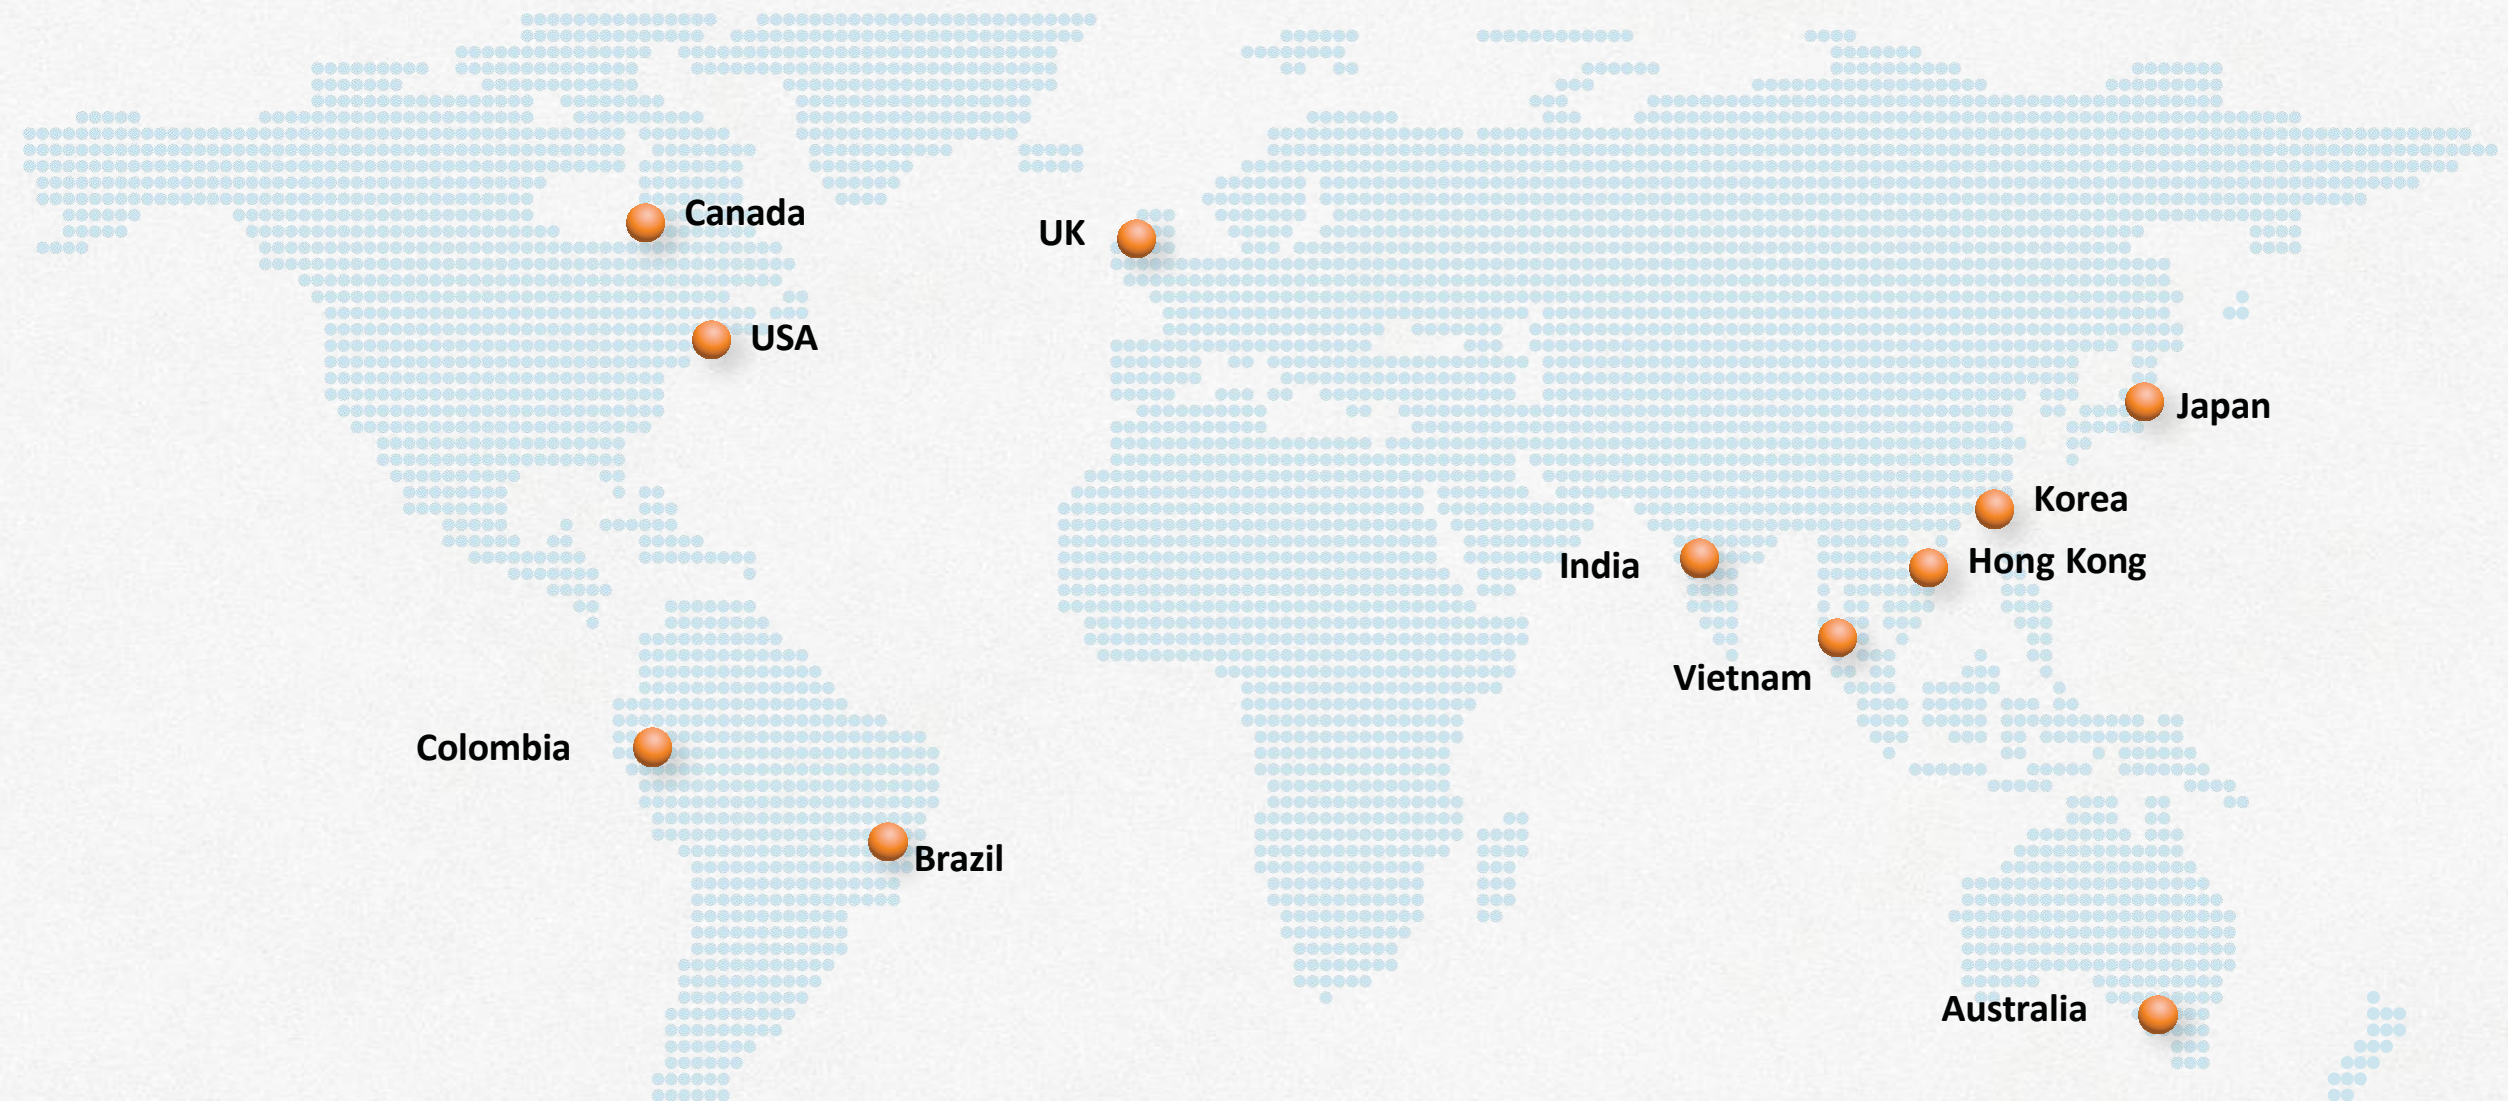 Canada
UK
USA
Japan
Korea
Hong Kong
India
Vietnam
Colombia
Brazil
Australia